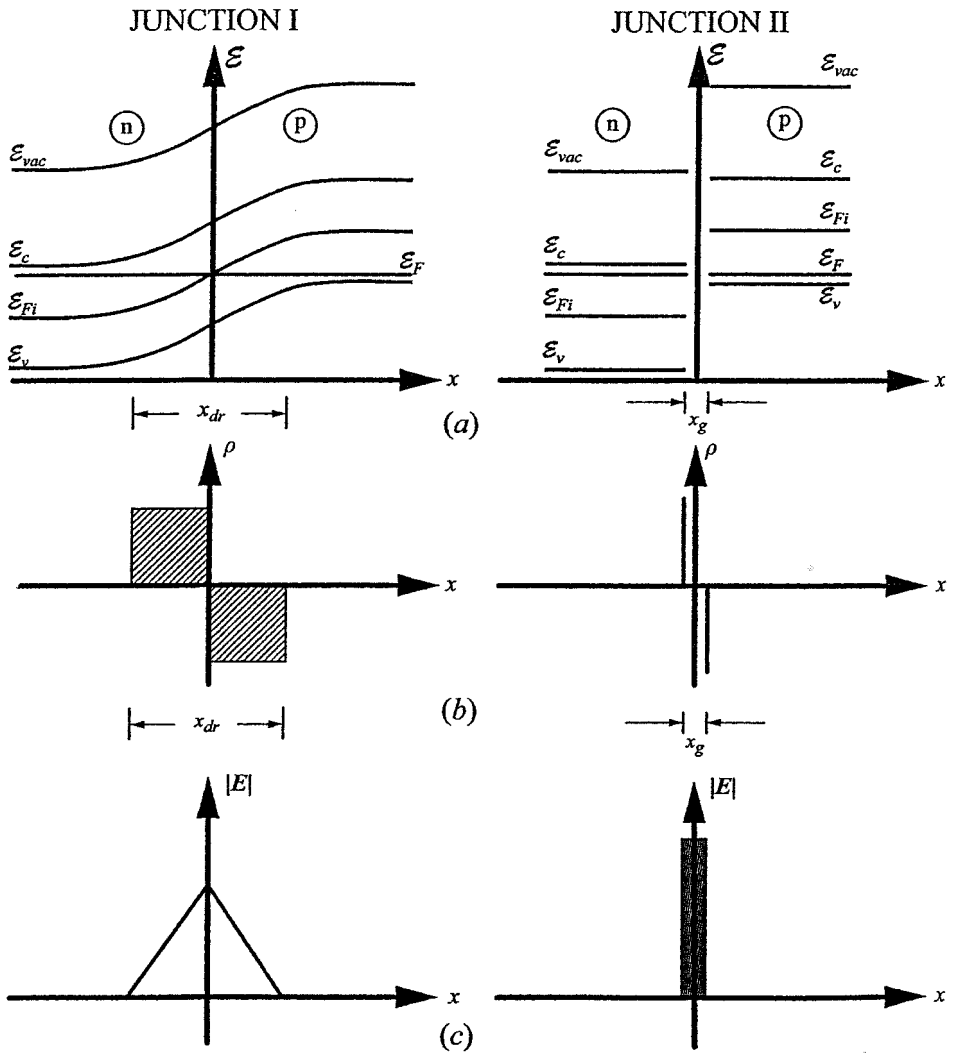 JUNCTION I
JUNCTION II
ℰ
ℰ
ℰvac
n
p
n
p
ℰvac
ℰvac
ℰc
ℰFi
ℰc
ℰF
ℰc
ℰF
ℰFi
ℰFi
ℰv
ℰv
ℰv
x
x
xdr
(a)
xg
ρ
ρ
x
x
xdr
(b)
xg
|E|
|E|
x
x
(c)